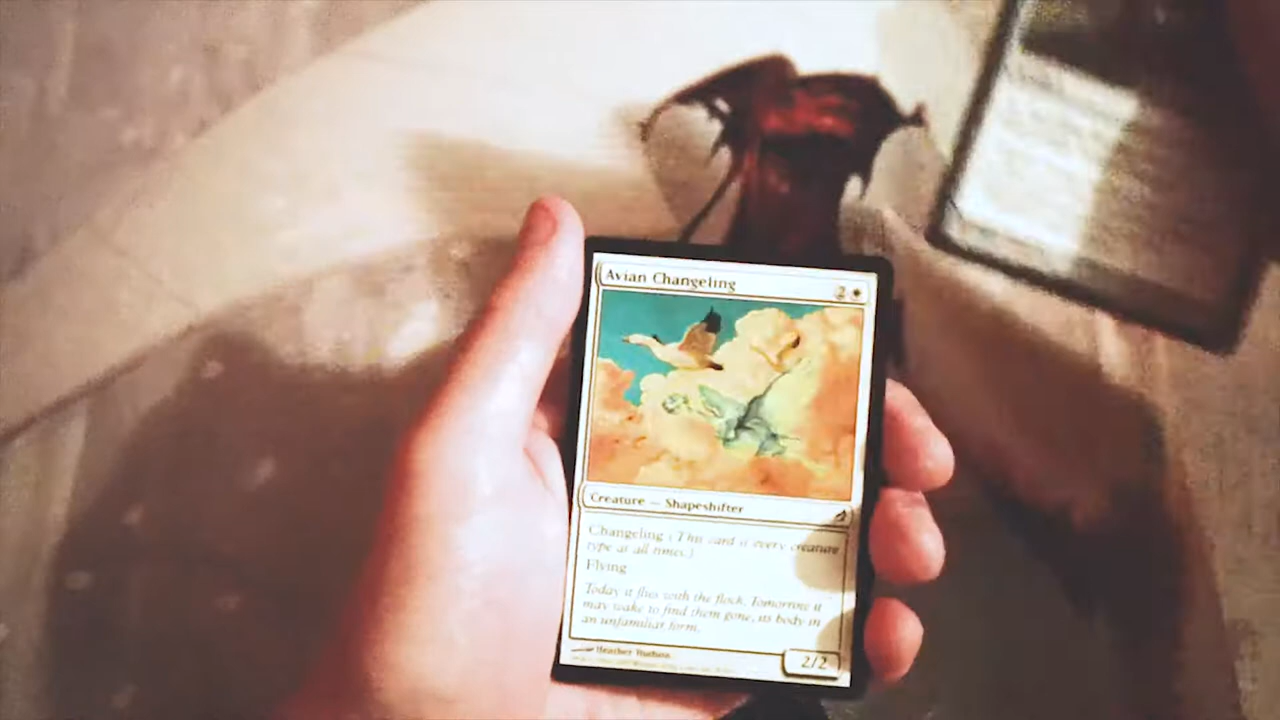 Avian Changeling 2
Creature — Shapeshifter
Changeling (This card is every creature
type at all times.)
Flying
Today it flies with the flock. Tomorrow it
may wake to find them gone, its body in
an unfamiliar form.
Heather Hudson
2/2